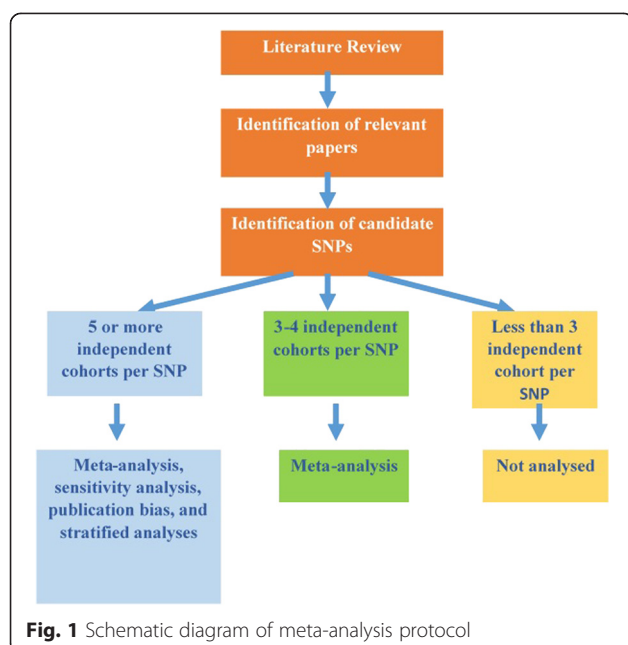 Literature Review
Identification of relevant
papers
Identification of candidate
SNPs
5 or more
independent
cohorts per SNP
3-4 independent
cohorts per SNP
Less than 3
independent
cohort per
SNP
Meta-analysis,
sensitivity analysis,
publication bias, and
stratified analyses
Meta-analysis
Not analysed
Fig. 1 Schematic diagram of meta-analysis protocol